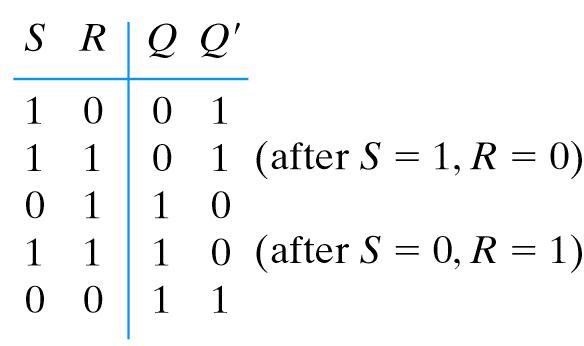 S R Q Q′
1 0 0 1
1 1 0 1 (after S = 1, R = 0)
0 1 1 0
1 1 1 0 (after S = 0, R = 1)
0 0 1 1